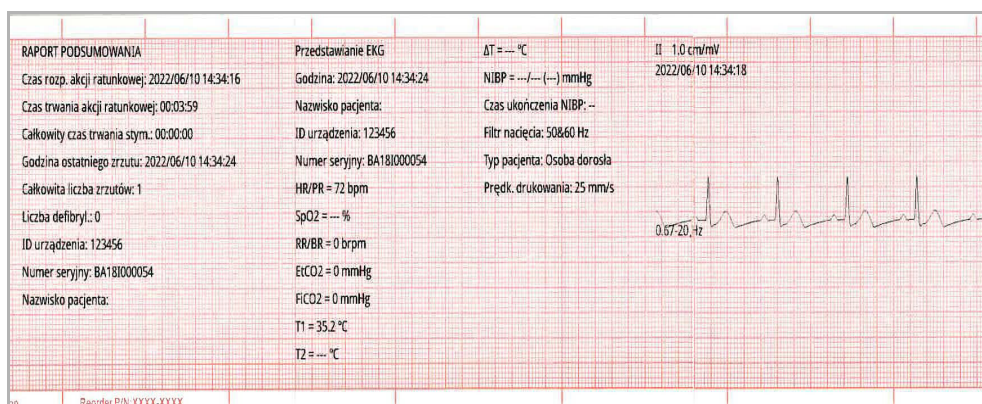 RAPORT PODSUMOWANIA
Czas rozp. akcji ratunkowej: 2022/06/10 14:34:16
Czas trwania akcji ratunkowej: 00:03:59
Całkowity czas trwania stym.: 00:00:00
Godzina ostatniego zrzutu: 2022/06/10 14:34:24
Całkowita liczba zrzutów: 1
Liczba defibryl.: 0
ID urządzenia: 123456
Numer seryjny: BA18I000054
Nazwisko pacjenta:
Przedstawianie EKG
Godzina: 2022/06/10 14:34:24
Nazwisko pacjenta:
ID urządzenia: 123456
Numer seryjny: BA18I000054
HR/PR = 72 bpm
SpO2 = --- %
RR/BR = 0 brpm
EtCO2 = 0 mmHg
FiCO2 = 0 mmHg
T1 = 35.2 °C
T2 = --- °C
ΔT = --- °C
NIBP = ---/--- (---) mmHg
Czas ukończenia NIBP: --
Filtr nacięcia: 50&60 Hz
Typ pacjenta: Osoba dorosła
Prędk. drukowania: 25 mm/s
II 1.0 cm/mV
2022/06/10 14:34:18
0.67-20 Hz
Reorder P/N:XXXX-XXXX